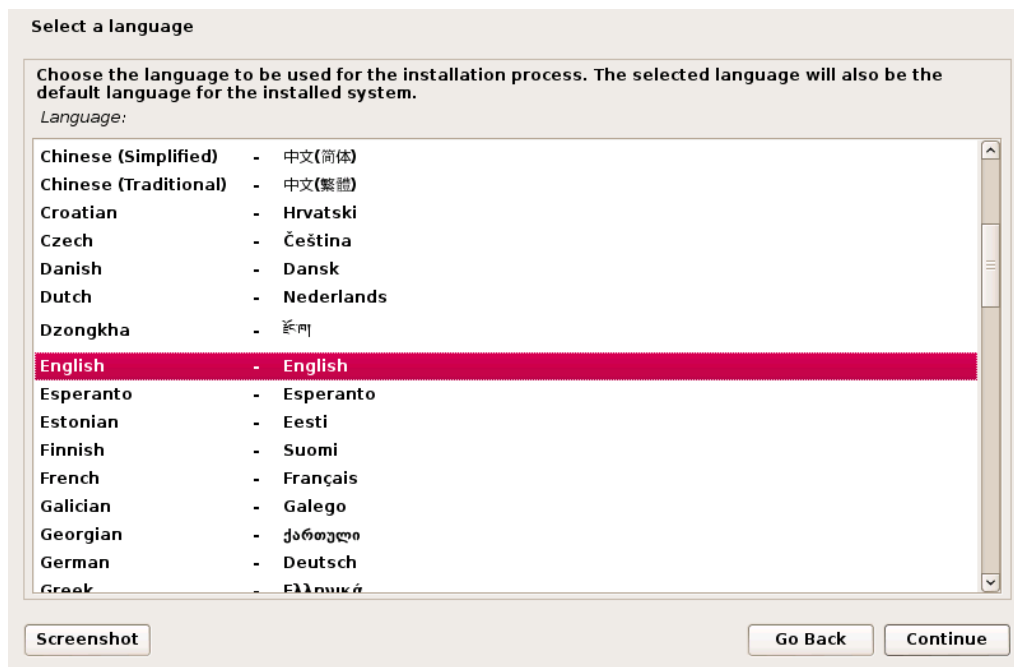 Select a language
Choose the language to be used for the installation process. The selected language will also be the
default language for the installed system.
Language:
Chinese (Simplified) - 中文(简体)
Chinese (Traditional) - 中文(繁體)
Croatian - Hrvatski
Czech - Čeština
Danish - Dansk
Dutch - Nederlands
Dzongkha - རྫོང་ཁ།
English - English
Esperanto - Esperanto
Estonian - Eesti
Finnish - Suomi
French - Français
Galician - Galego
Georgian - ქართული
German - Deutsch
Greek - Ελληνικά
Screenshot Go Back Continue